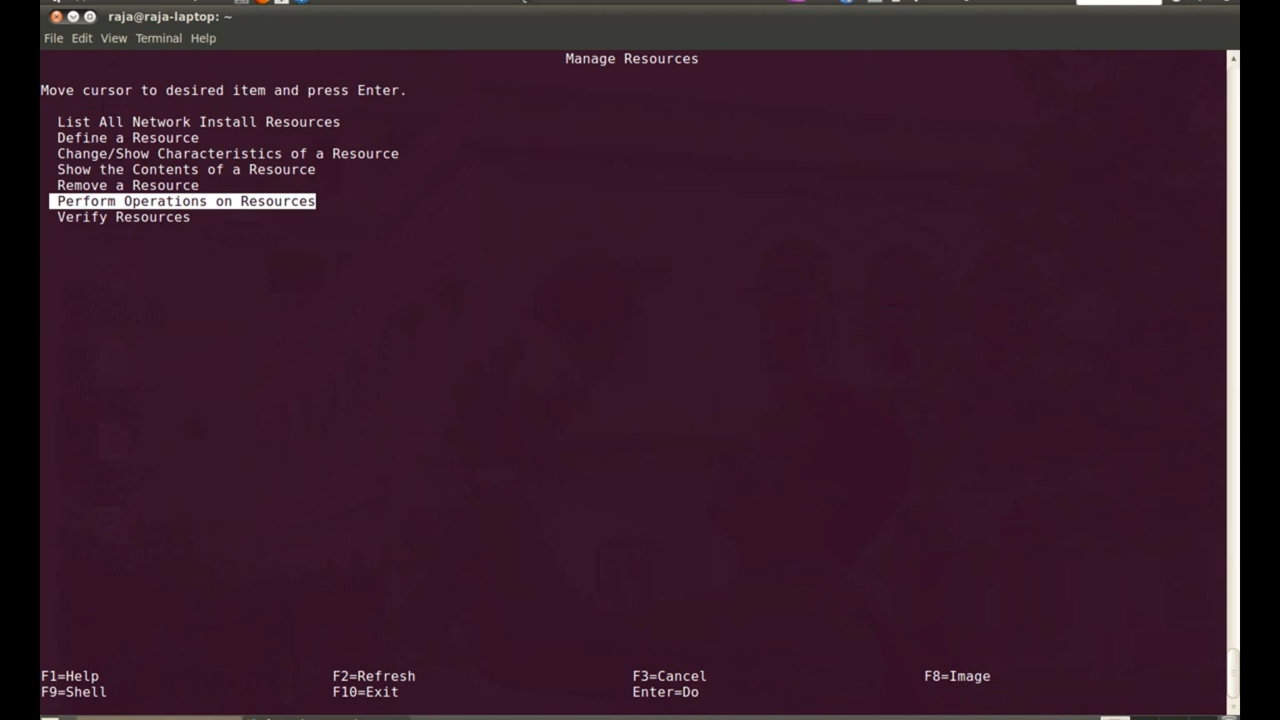 raja@raja-laptop: ~
File Edit View Terminal Help
Manage Resources
Move cursor to desired item and press Enter.
List All Network Install Resources
Define a Resource
Change/Show Characteristics of a Resource
Show the Contents of a Resource
Remove a Resource
Perform Operations on Resources
Verify Resources
F1=Help F2=Refresh F3=Cancel F8=Image
F9=Shell F10=Exit Enter=Do